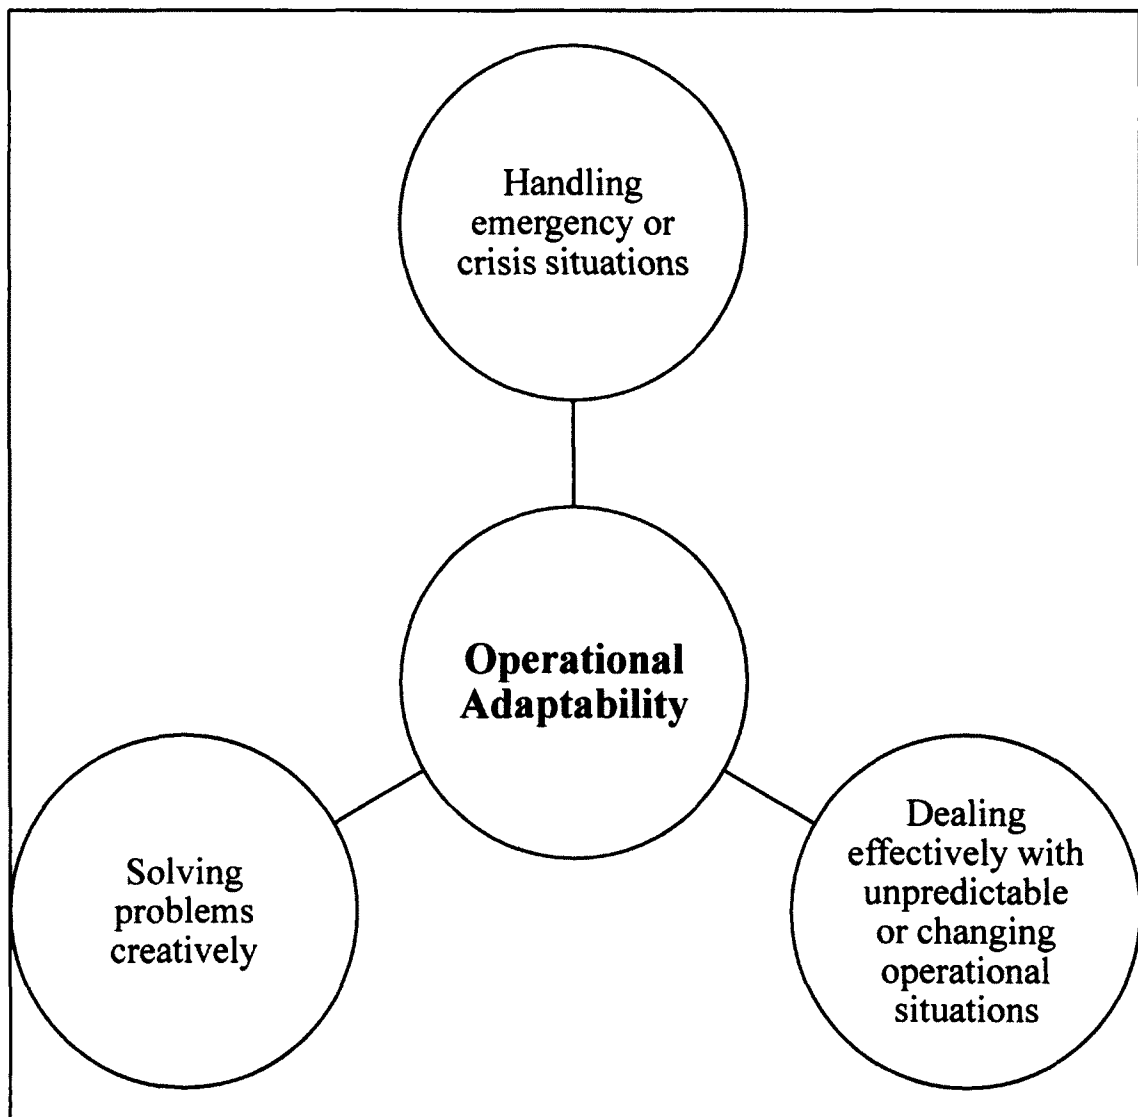 Handling
emergency or
crisis situations
Operational
Adaptability
Solving
problems
creatively
Dealing
effectively with
unpredictable
or changing
operational
situations